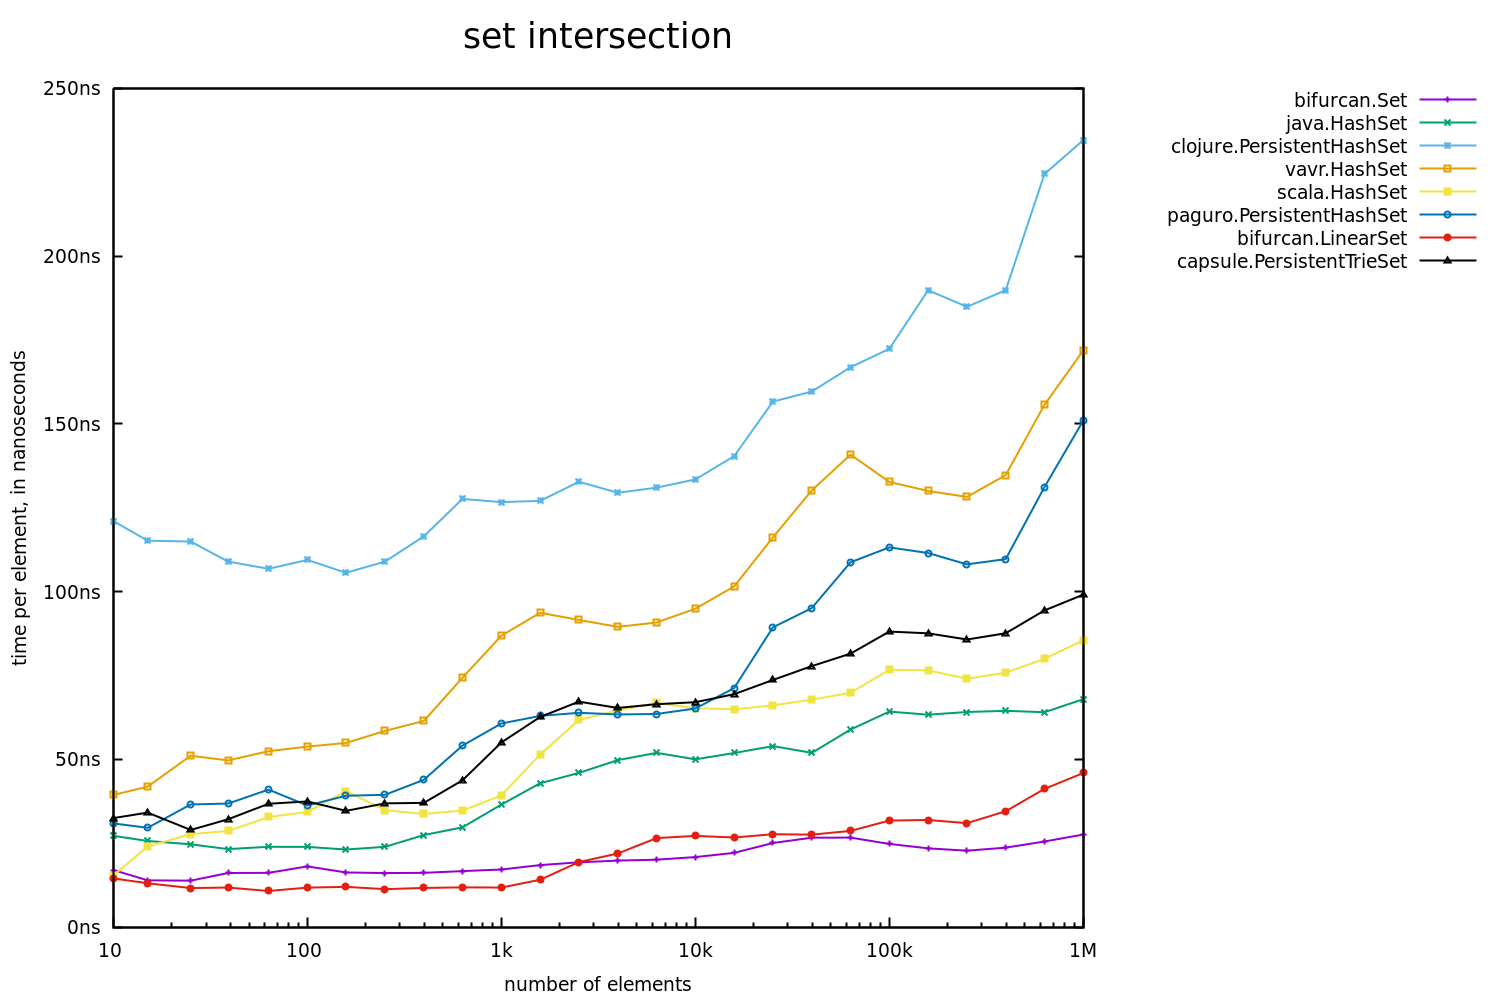 set intersection
250ns
200ns
150ns
100ns
50ns
0ns
time per element, in nanoseconds
10 100 1k 10k 100k 1M
number of elements
bifurcan.Set
java.HashSet
clojure.PersistentHashSet
vavr.HashSet
scala.HashSet
paguro.PersistentHashSet
bifurcan.LinearSet
capsule.PersistentTrieSet